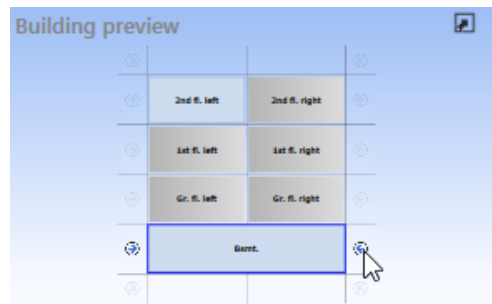 Building preview
2nd fl. left 2nd fl. right
1st fl. left 1st fl. right
Gr. fl. left Gr. fl. right
Bsmt.